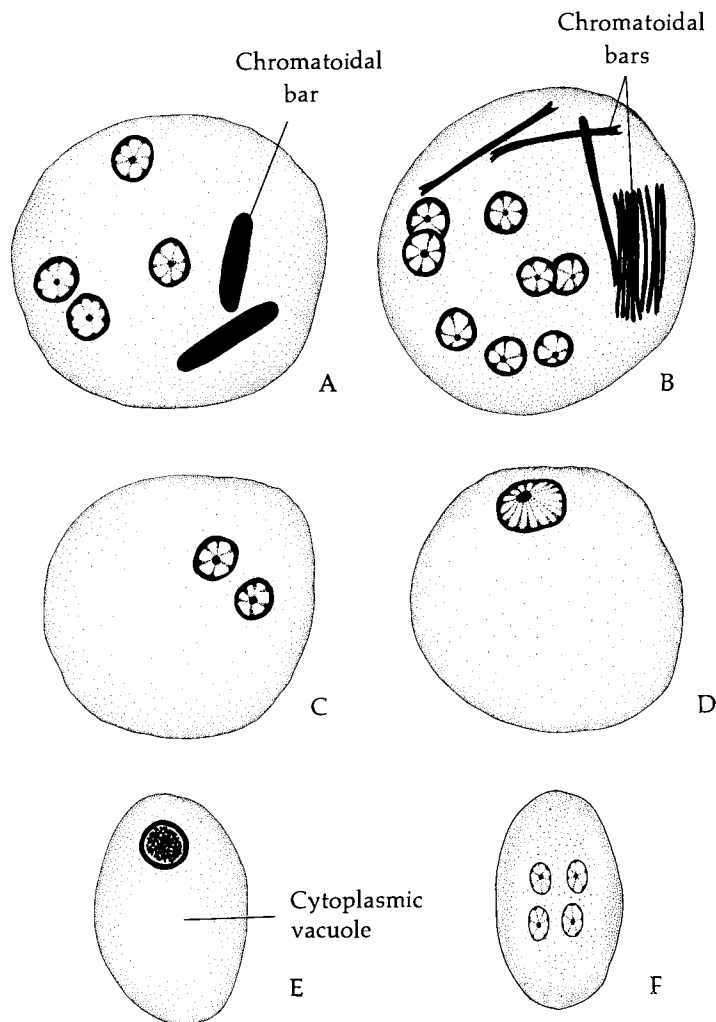 Chromatoidal
bar
Chromatoidal
bars
A
B
C
D
Cytoplasmic
vacuole
E
F